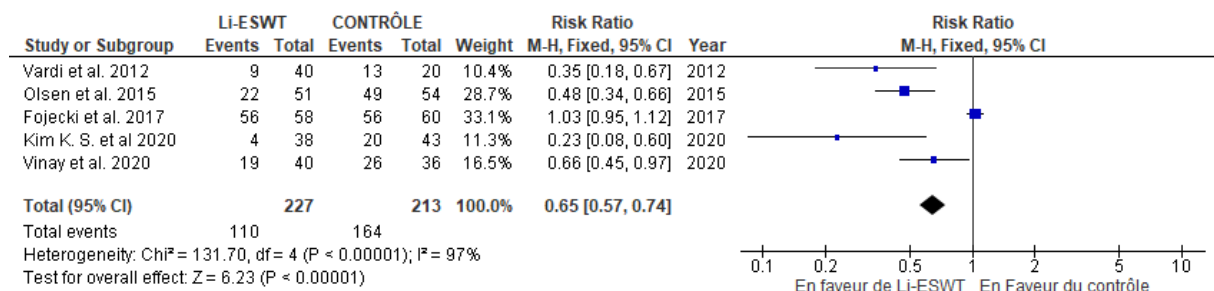 Li-ESWT CONTRÔLE Risk Ratio Risk Ratio
Study or Subgroup Events Total Events Total Weight M-H, Fixed, 95% CI Year M-H, Fixed, 95% CI
Vardi et al. 2012 9 40 13 20 10.4% 0.35 [0.18, 0.67] 2012
Olsen et al. 2015 22 51 49 54 28.7% 0.48 [0.34, 0.66] 2015
Fojecki et al. 2017 56 58 56 60 33.1% 1.03 [0.95, 1.12] 2017
Kim K. S. et al 2020 4 38 20 43 11.3% 0.23 [0.08, 0.60] 2020
Vinay et al. 2020 19 40 26 36 16.5% 0.66 [0.45, 0.97] 2020
Total (95% CI) 227 213 100.0% 0.65 [0.57, 0.74]
Total events 110 164
Heterogeneity: Chi² = 131.70, df = 4 (P < 0.00001); I² = 97%
Test for overall effect: Z = 6.23 (P < 0.00001)
0.1 0.2 0.5 1 2 5 10
En faveur de Li-ESWT En Faveur du contrôle